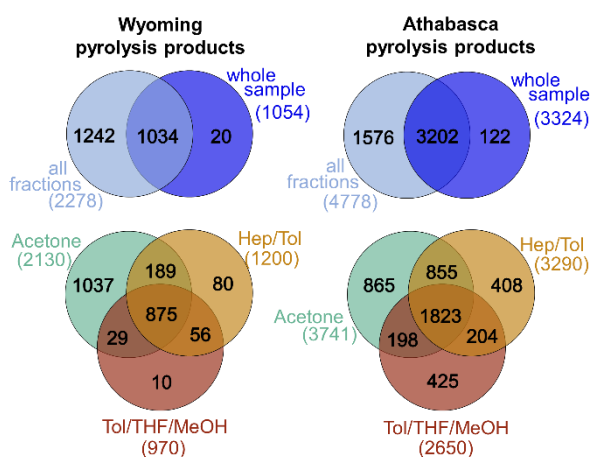 Wyoming
pyrolysis products
Athabasca
pyrolysis products
whole
sample
(1054)
1242
1034
20
all
fractions
(2278)
whole
sample
(3324)
1576
3202
122
all
fractions
(4778)
Acetone
(2130)
Hep/Tol
(1200)
189
1037
80
875
29
56
10
Tol/THF/MeOH
(970)
Hep/Tol
(3290)
855
865
408
1823
Acetone
(3741)
198
204
425
Tol/THF/MeOH
(2650)